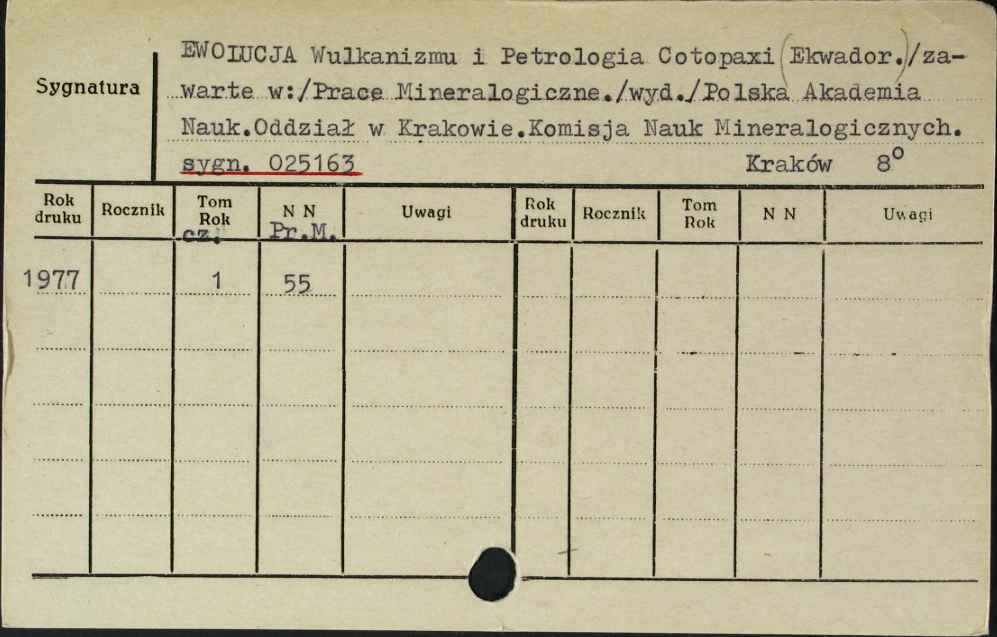 EWOLUCJA Wulkanizmu i Petrologia Cotopaxi (Ekwador.)/za-
Sygnatura
warte w:/Prace Mineralogiczne./wyd./Polska Akademia
Nauk.Oddział w Krakowie.Komisja Nauk Mineralogicznych.
sygn. 025163 Kraków 8°
Rok druku Rocznik Tom Rok N N Uwagi Rok druku Rocznik Tom Rok N N Uwagi
cz. Pr.M.
1977 1 55